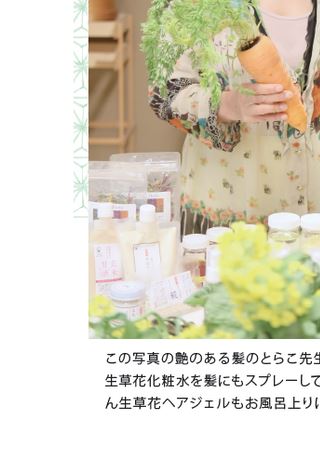 この写真の艶のある髪のとらこ先生
生草花化粧水を髪にもスプレーして
ん生草花ヘアジェルもお風呂上りに